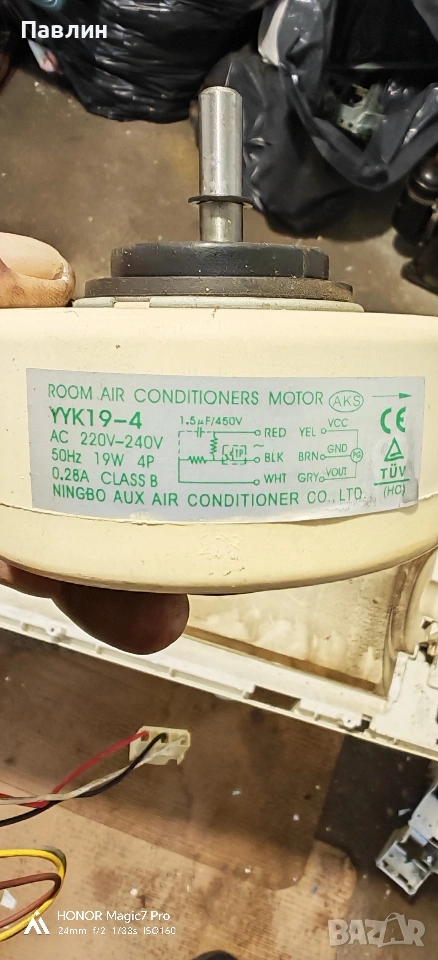 Павлин
ROOM AIR CONDITIONERS MOTOR AKS
YYK19-4
AC 220V-240V
50Hz 19W 4P
0.28A CLASS B
NINGBO AUX AIR CONDITIONER CO., LTD.
1.5µF/450V
RED
BLK
WHT
TP
YEL VCC
BRN GND
GRY VOUT
PG
CE
TÜV
(HC)
HONOR Magic7 Pro
24mm f/2 1/33s ISO160
BAZAR